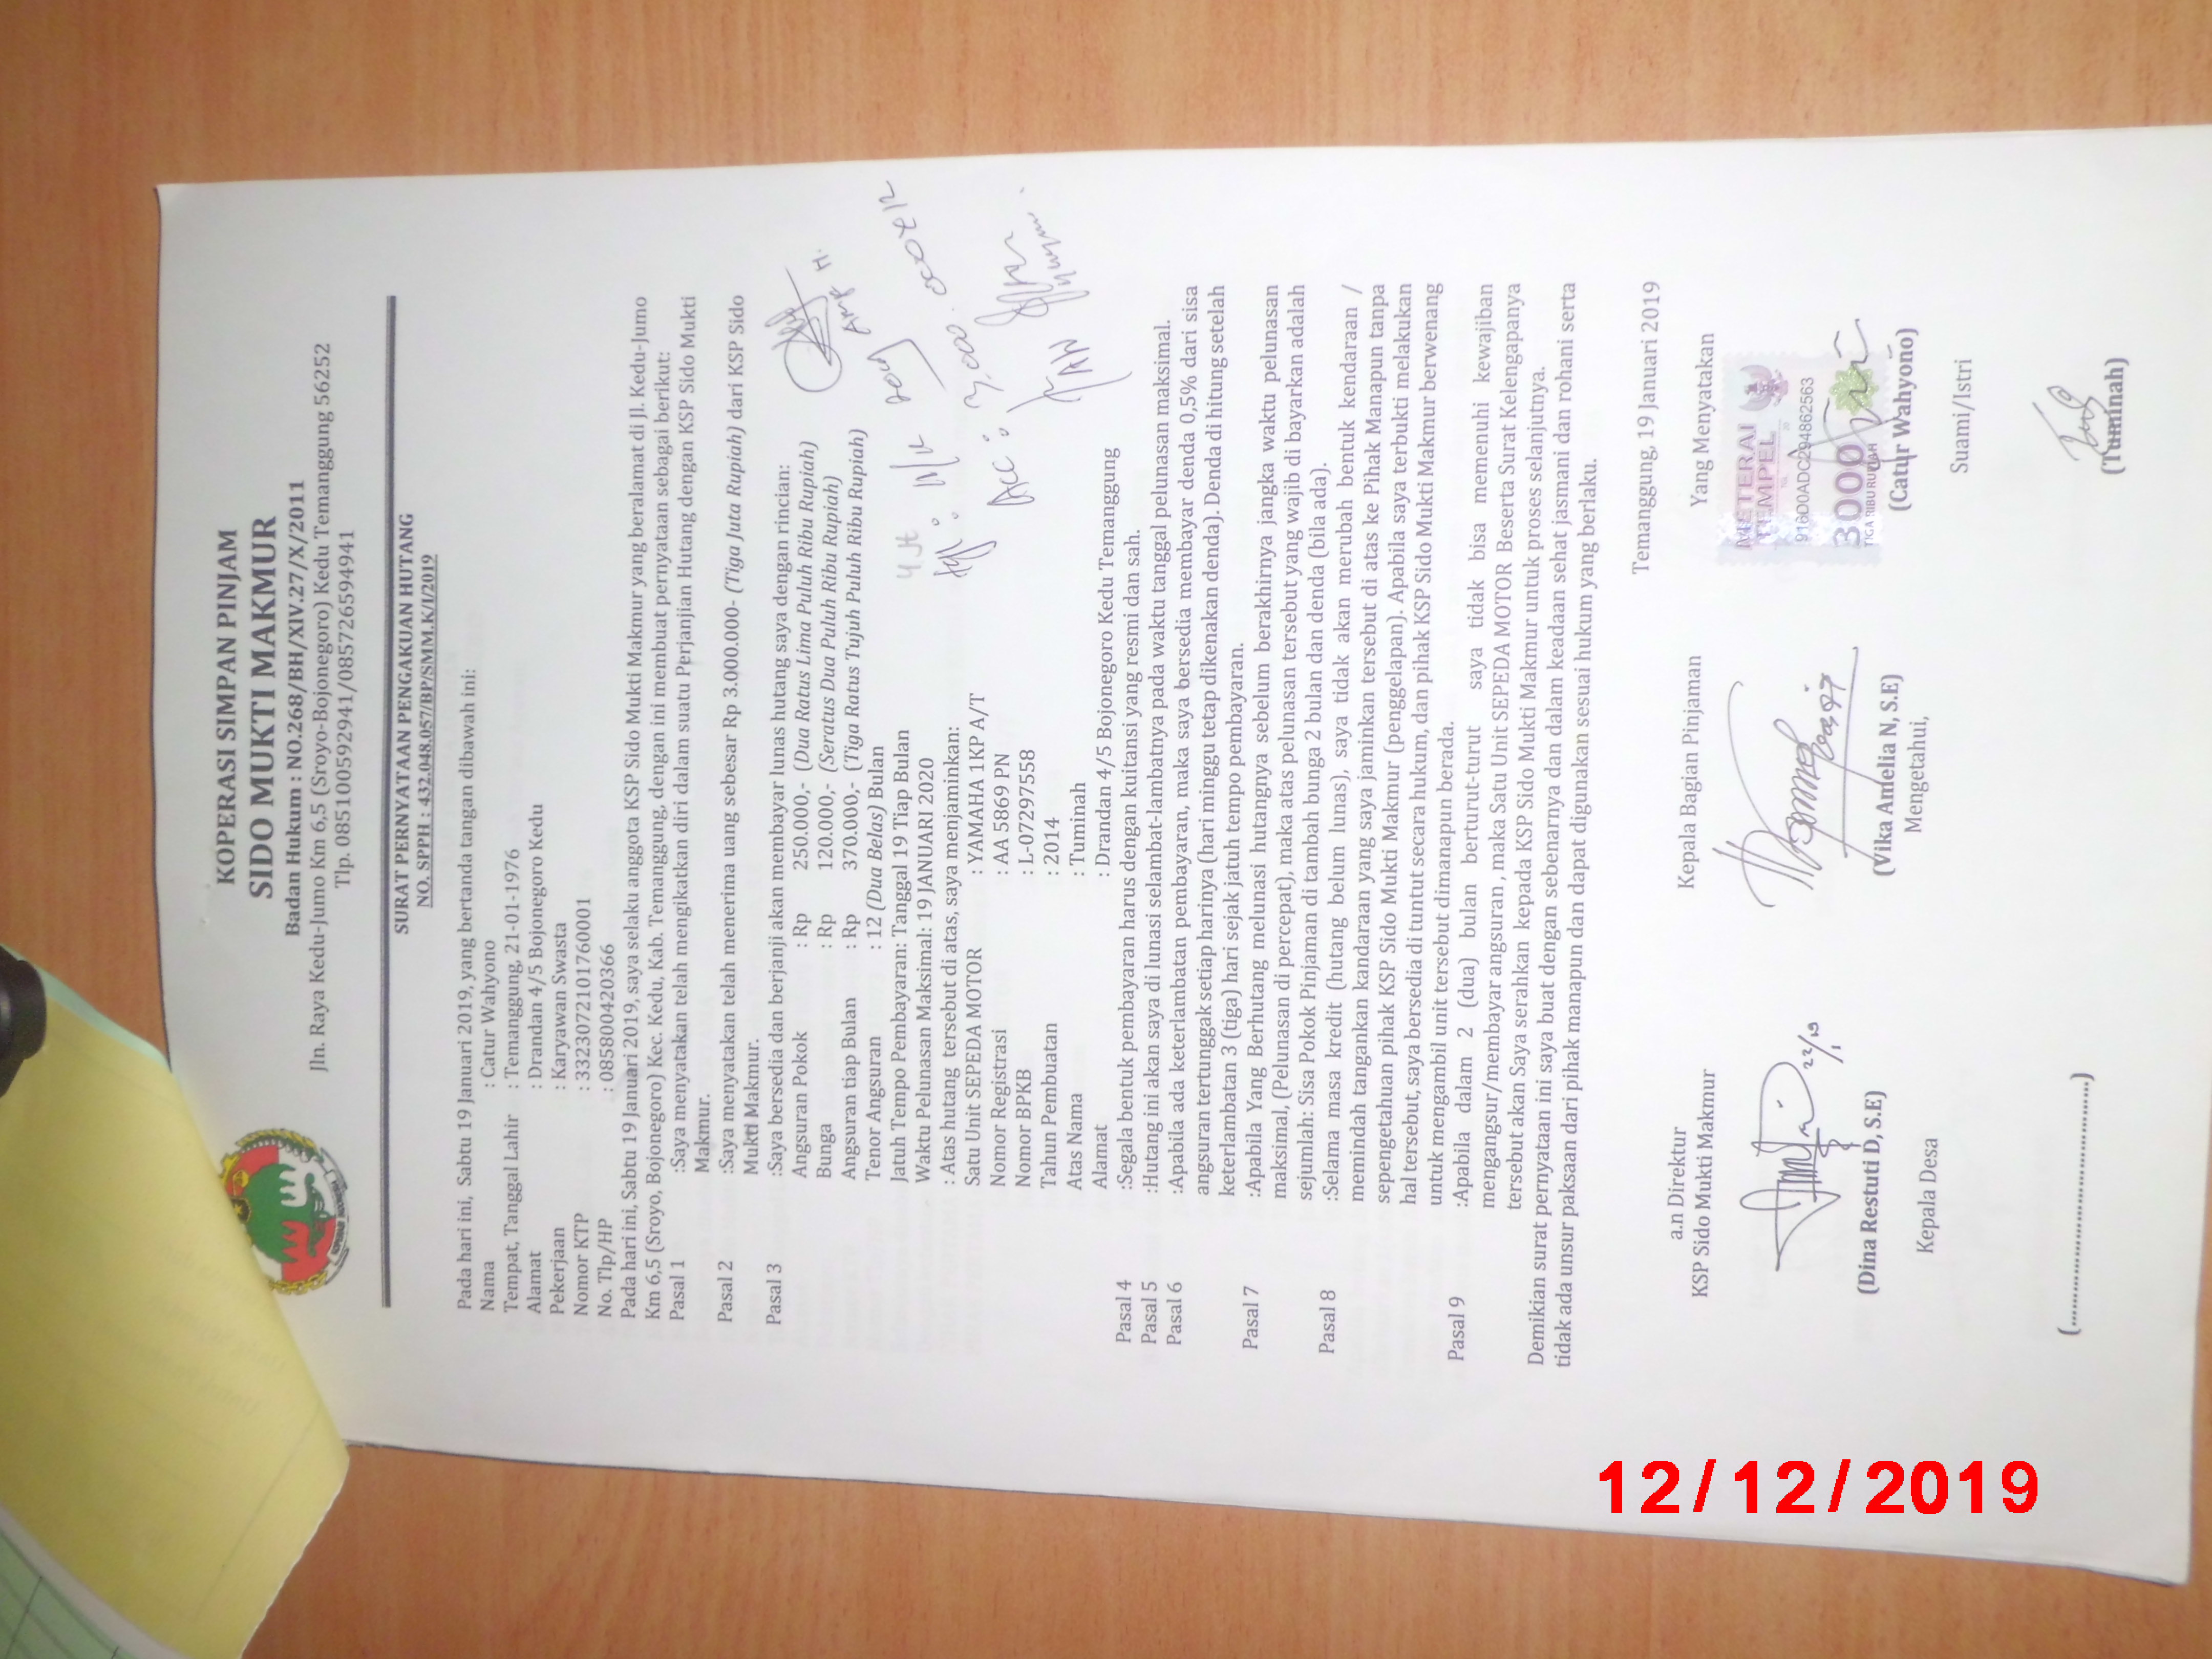 KOPERASI SIMPAN PINJAM
SIDO MUKTI MAKMUR
Badan Hukum : NO.268/BH/XIV.27/X/2011
Jln. Raya Kedu-Jumo Km 6,5 (Sroyo-Bojonegoro) Kedu Temanggung 56252
Tlp. 085100592941/085726594941
SURAT PERNYATAAN PENGAKUAN HUTANG
NO. SPPH : 432.048.057/BP/SMM.K/I/2019
Pada hari ini, Sabtu 19 Januari 2019, yang bertanda tangan dibawah ini:
Nama : Catur Wahyono
Tempat, Tanggal Lahir : Temanggung, 21-01-1976
Alamat : Drandan 4/5 Bojonegoro Kedu
Pekerjaan : Karyawan Swasta
Nomor KTP : 3323072101760001
No. Tlp/HP : 085800420366
Pada hari ini, Sabtu 19 Januari 2019, saya selaku anggota KSP Sido Mukti Makmur yang beralamat di Jl. Kedu-Jumo
Km 6,5 (Sroyo, Bojonegoro) Kec. Kedu, Kab. Temanggung, dengan ini membuat pernyataan sebagai berikut:
Pasal 1 :Saya menyatakan telah mengikatkan diri dalam suatu Perjanjian Hutang dengan KSP Sido Mukti
Makmur.
Pasal 2 :Saya menyatakan telah menerima uang sebesar Rp 3.000.000- (Tiga Juta Rupiah) dari KSP Sido
Mukti Makmur.
Pasal 3 :Saya bersedia dan berjanji akan membayar lunas hutang saya dengan rincian:
Angsuran Pokok : Rp 250.000,- (Dua Ratus Lima Puluh Ribu Rupiah)
Bunga : Rp 120.000,- (Seratus Dua Puluh Ribu Rupiah)
Angsuran tiap Bulan : Rp 370.000,- (Tiga Ratus Tujuh Puluh Ribu Rupiah)
Tenor Angsuran : 12 (Dua Belas) Bulan
Jatuh Tempo Pembayaran: Tanggal 19 Tiap Bulan
Waktu Pelunasan Maksimal: 19 JANUARI 2020
: Atas hutang tersebut di atas, saya menjaminkan:
Satu Unit SEPEDA MOTOR : YAMAHA 1KP A/T
Nomor Registrasi : AA 5869 PN
Nomor BPKB : L-07297558
Tahun Pembuatan : 2014
Atas Nama : Tuminah
Alamat : Drandan 4/5 Bojonegoro Kedu Temanggung
4 Jt
Acc : 3.000.000
Pasal 4 :Segala bentuk pembayaran harus dengan kuitansi yang resmi dan sah.
Pasal 5 :Hutang ini akan saya di lunasi selambat-lambatnya pada waktu tanggal pelunasan maksimal.
Pasal 6 :Apabila ada keterlambatan pembayaran, maka saya bersedia membayar denda 0,5% dari sisa
angsuran tertunggak setiap harinya (hari minggu tetap dikenakan denda). Denda di hitung setelah
keterlambatan 3 (tiga) hari sejak jatuh tempo pembayaran.
Pasal 7 :Apabila Yang Berhutang melunasi hutangnya sebelum berakhirnya jangka waktu pelunasan
maksimal, (Pelunasan di percepat), maka atas pelunasan tersebut yang wajib di bayarkan adalah
sejumlah: Sisa Pokok Pinjaman di tambah bunga 2 bulan dan denda (bila ada).
Pasal 8 :Selama masa kredit (hutang belum lunas), saya tidak akan merubah bentuk kendaraan /
memindah tangankan kandaraan yang saya jaminkan tersebut di atas ke Pihak Manapun tanpa
sepengetahuan pihak KSP Sido Mukti Makmur (penggelapan). Apabila saya terbukti melakukan
hal tersebut, saya bersedia di tuntut secara hukum, dan pihak KSP Sido Mukti Makmur berwenang
untuk mengambil unit tersebut dimanapun berada.
Pasal 9 :Apabila dalam 2 (dua) bulan berturut-turut saya tidak bisa memenuhi kewajiban
mengangsur/membayar angsuran, maka Satu Unit SEPEDA MOTOR Beserta Surat Kelengapanya
tersebut akan Saya serahkan kepada KSP Sido Mukti Makmur untuk proses selanjutnya.
Demikian surat pernyataan ini saya buat dengan sebenarnya dan dalam keadaan sehat jasmani dan rohani serta
tidak ada unsur paksaan dari pihak manapun dan dapat digunakan sesuai hukum yang berlaku.
Temanggung, 19 Januari 2019
a.n Direktur
KSP Sido Mukti Makmur
Kepala Bagian Pinjaman
Yang Menyatakan
METERAI
TEMPEL
916D0ADC294862563
3000
TIGA RIBU RUPIAH
22/1 19
(Dina Restuti D, S.E)
(Vika Amelia N, S.E)
(Catur Wahyono)
Mengetahui,
Kepala Desa
Suami/Istri
(...............................................)
(Tuminah)
12/12/2019